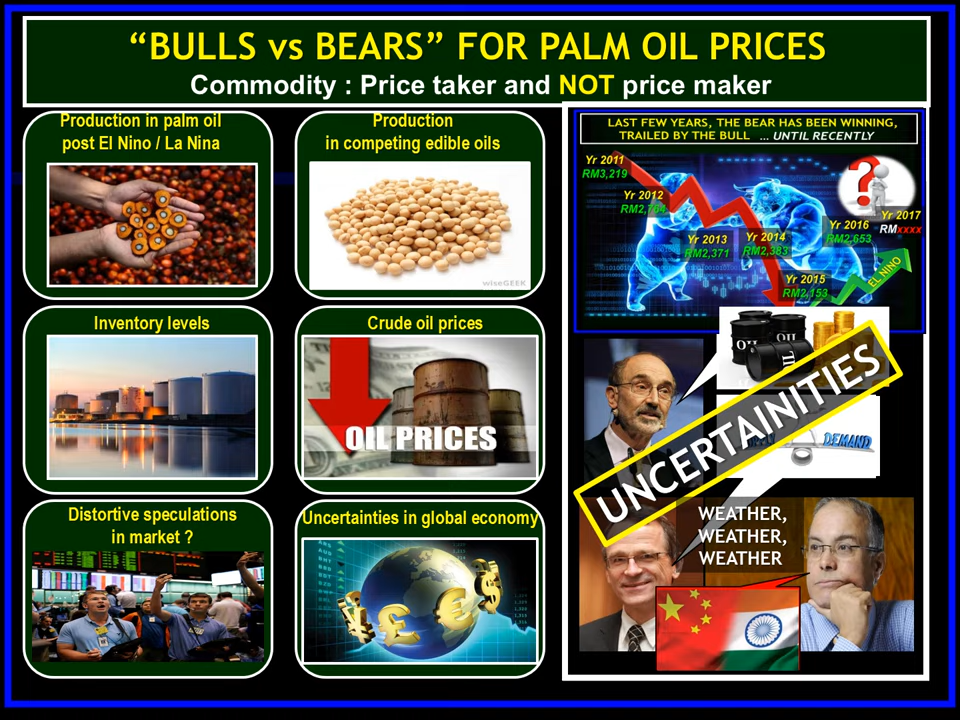 “BULLS vs BEARS” FOR PALM OIL PRICES
Commodity : Price taker and NOT price maker
Production in palm oil
post El Nino / La Nina
Production
in competing edible oils
wiseGEEK
Inventory levels
Crude oil prices
OIL PRICES
Distortive speculations
in market ?
Uncertainties in global economy
LAST FEW YEARS, THE BEAR HAS BEEN WINNING,
TRAILED BY THE BULL ... UNTIL RECENTLY
Yr 2011
RM3,219
Yr 2012
RM2,764
Yr 2013
RM2,371
Yr 2014
RM2,383
Yr 2015
RM2,153
Yr 2016
RM2,653
Yr 2017
RMxxxx
?
EL NINO
OIL
OIL
OIL
UNCERTAINITIES
DEMAND
WEATHER,
WEATHER,
WEATHER